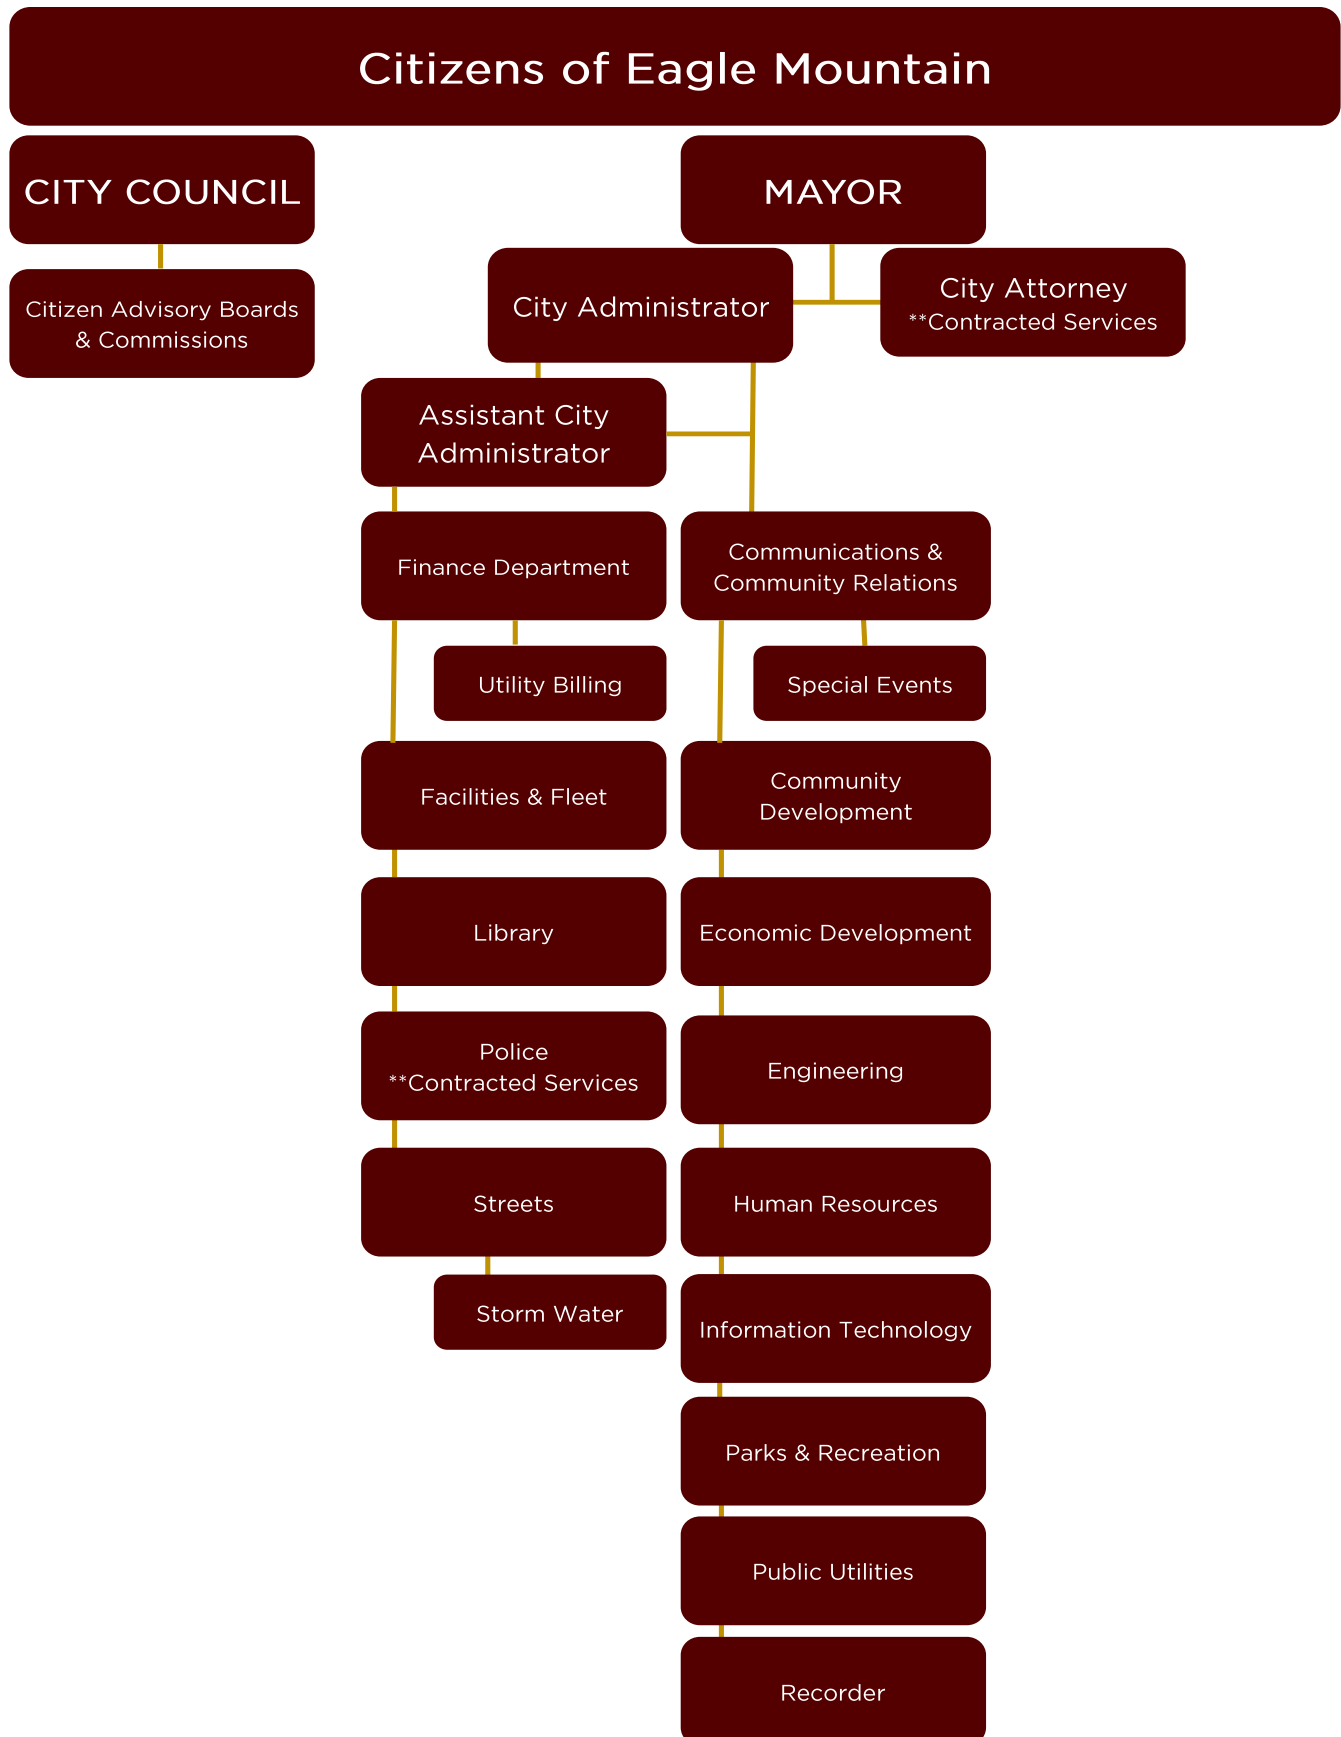 Citizens of Eagle Mountain
CITY COUNCIL
MAYOR
Citizen Advisory Boards
& Commissions
City Administrator
City Attorney
**Contracted Services
Assistant City
Administrator
Finance Department
Communications &
Community Relations
Utility Billing
Special Events
Facilities & Fleet
Community
Development
Library
Economic Development
Police
**Contracted Services
Engineering
Streets
Human Resources
Storm Water
Information Technology
Parks & Recreation
Public Utilities
Recorder